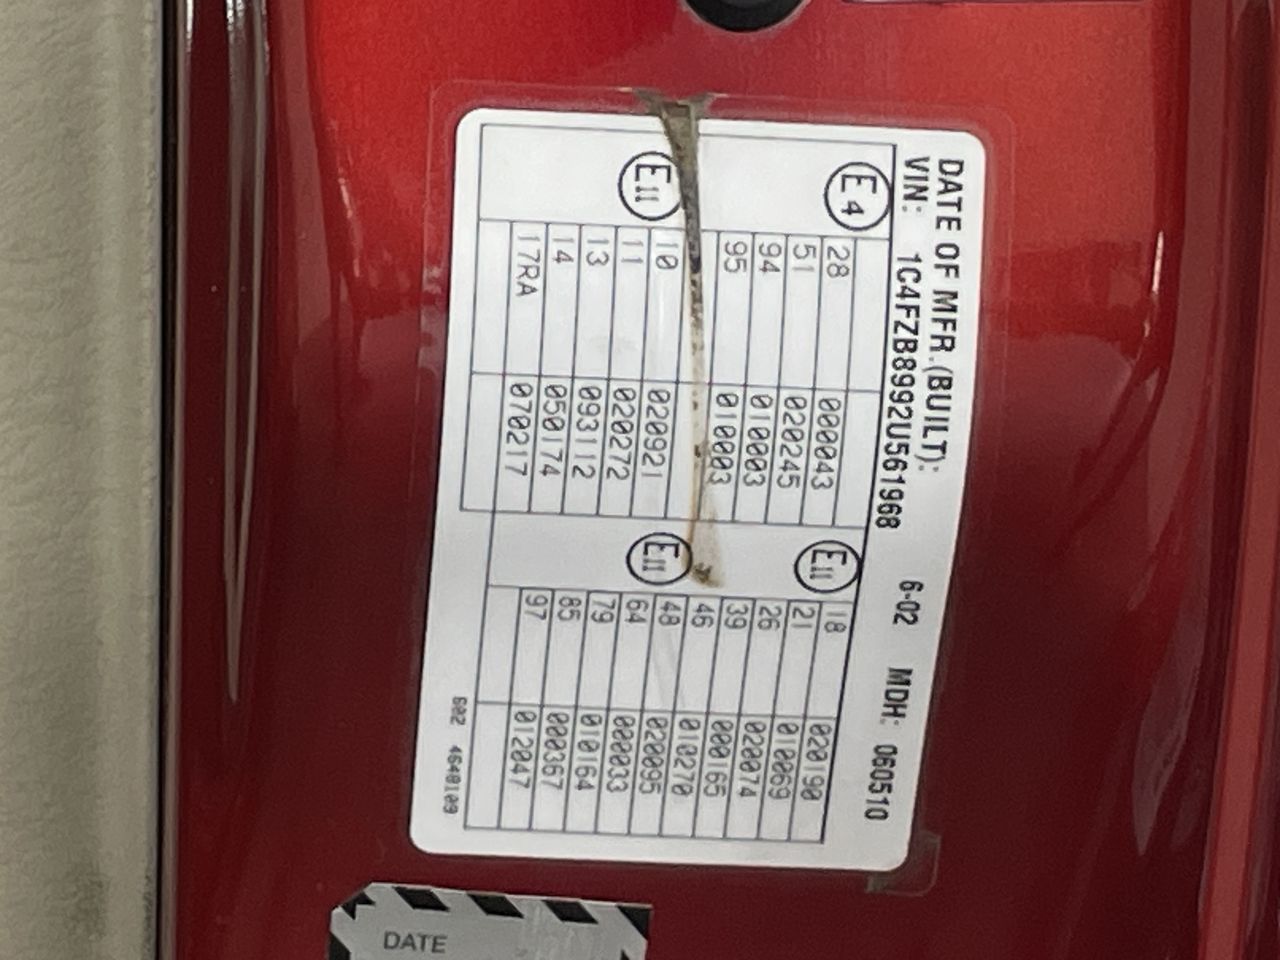 DATE OF MFR.(BUILT): 6-02 MDH: 060510
VIN: 1C4FZB8992U561968
E4
28 000043
51 020245
94 010003
95 010003
E11
10 020921
11 020272
13 093112
14 050174
17RA 070217
E11
18 020190
21 010069
26 020074
39 000165
46 010270
E11
48 020095
64 000033
79 010164
85 000367
97 012047
602 4648109
DATE